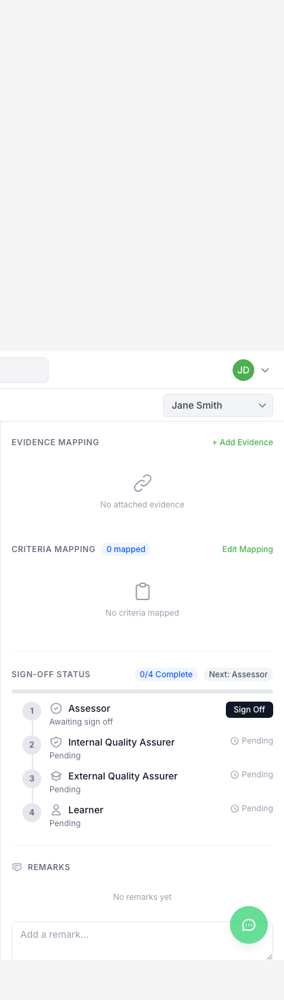 JD
Jane Smith
EVIDENCE MAPPING + Add Evidence
No attached evidence
CRITERIA MAPPING 0 mapped Edit Mapping
No criteria mapped
SIGN-OFF STATUS 0/4 Complete Next: Assessor
1 Assessor Sign Off
Awaiting sign off
2 Internal Quality Assurer Pending
Pending
3 External Quality Assurer Pending
Pending
4 Learner Pending
Pending
REMARKS
No remarks yet
Add a remark...